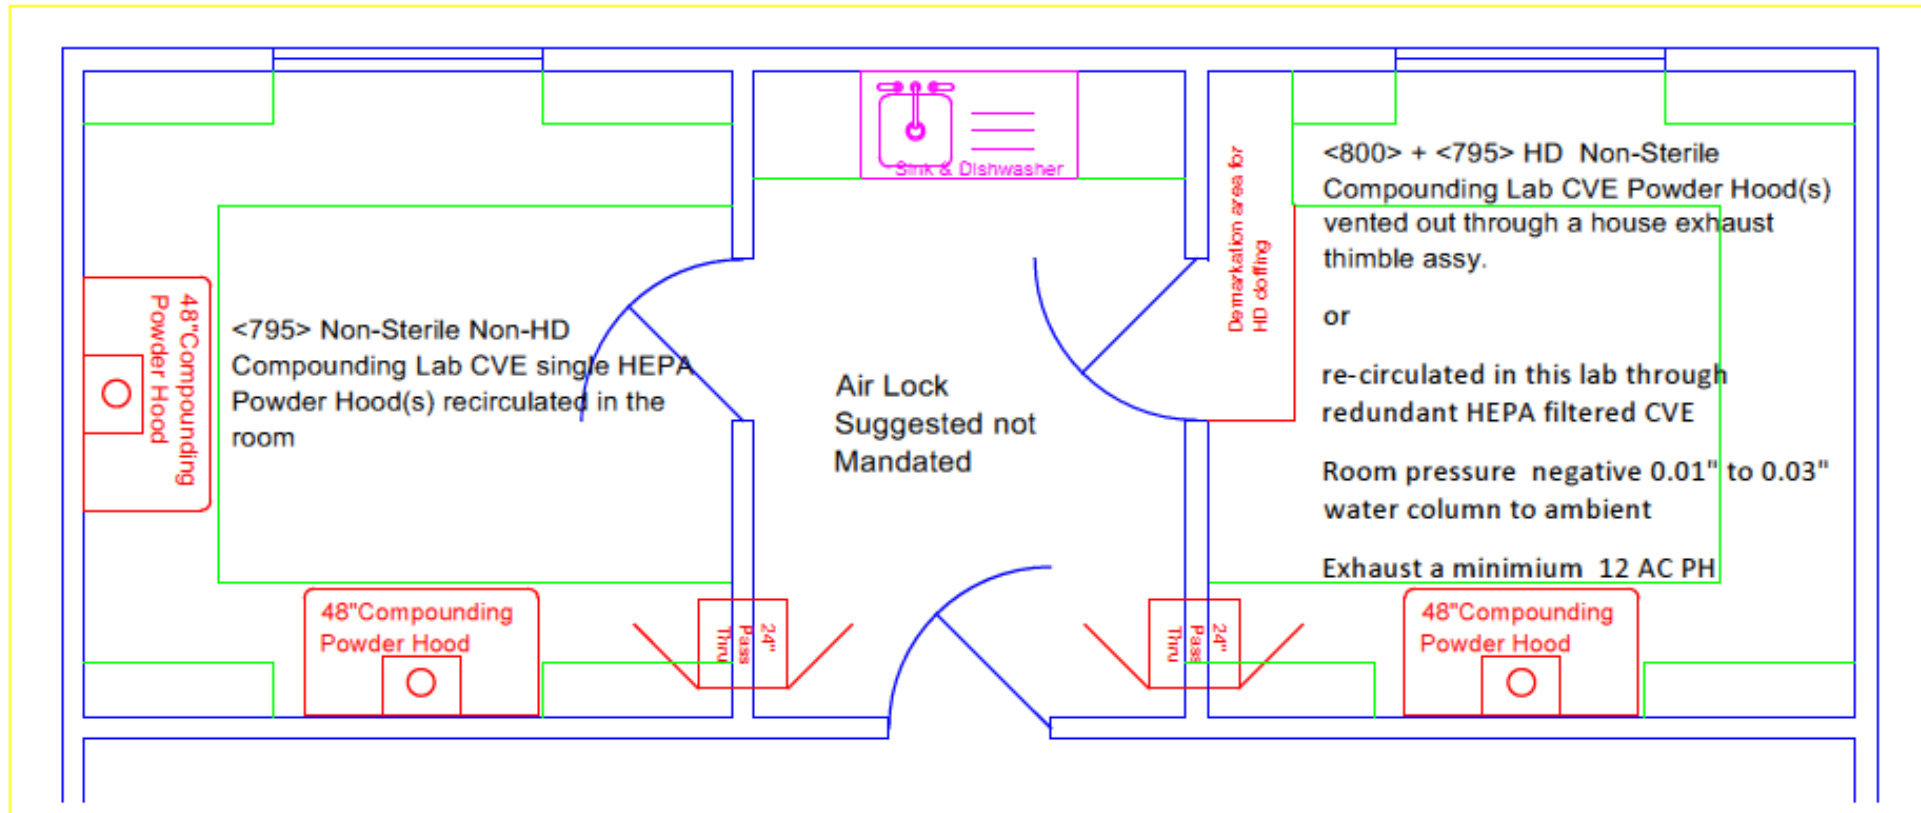 48"Compounding
Powder Hood
<795> Non-Sterile Non-HD
Compounding Lab CVE single HEPA
Powder Hood(s) recirculated in the
room
48"Compounding
Powder Hood
24"
Pass
Thru
Sink & Dishwasher
Air Lock
Suggested not
Mandated
24"
Pass
Thru
Demarkation area for
HD doffing
<800> + <795> HD  Non-Sterile
Compounding Lab CVE Powder Hood(s)
vented out through a house exhaust
thimble assy.
or
re-circulated in this lab through
redundant HEPA filtered CVE
Room pressure  negative 0.01" to 0.03"
water column to ambient
Exhaust a minimium  12 AC PH
48"Compounding
Powder Hood